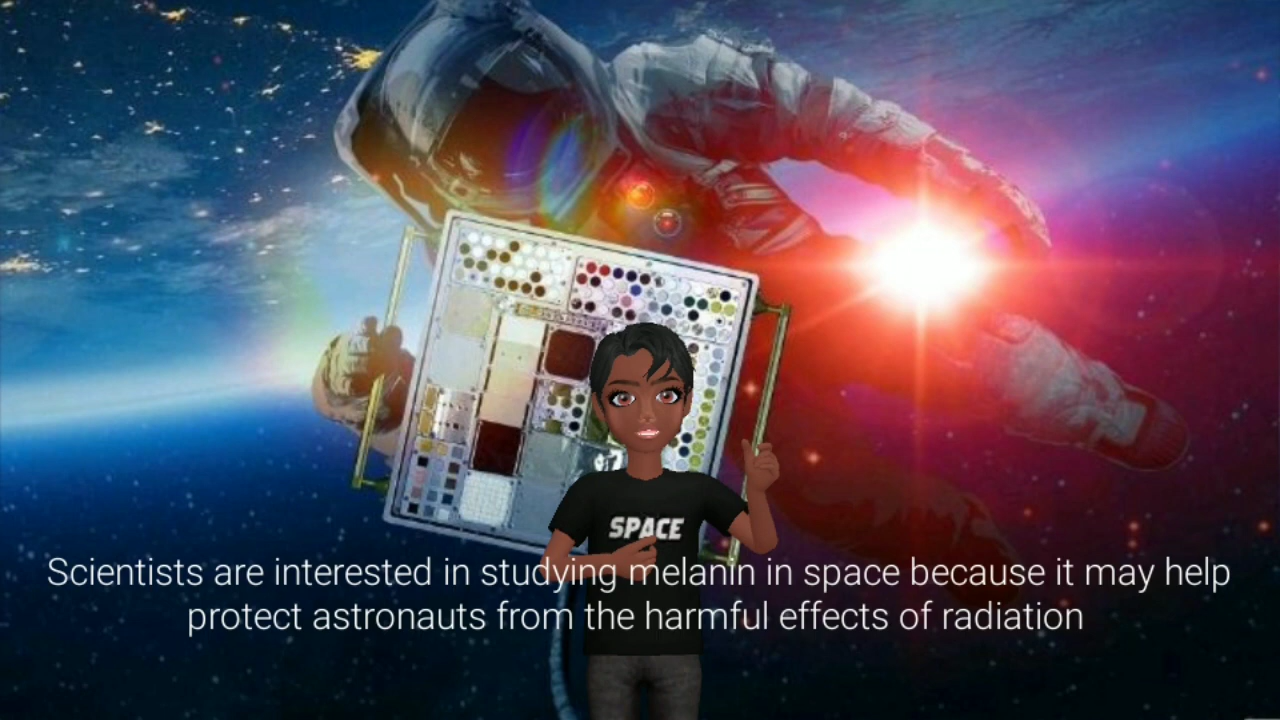 SPACE
Scientists are interested in studying melanin in space because it may help
protect astronauts from the harmful effects of radiation